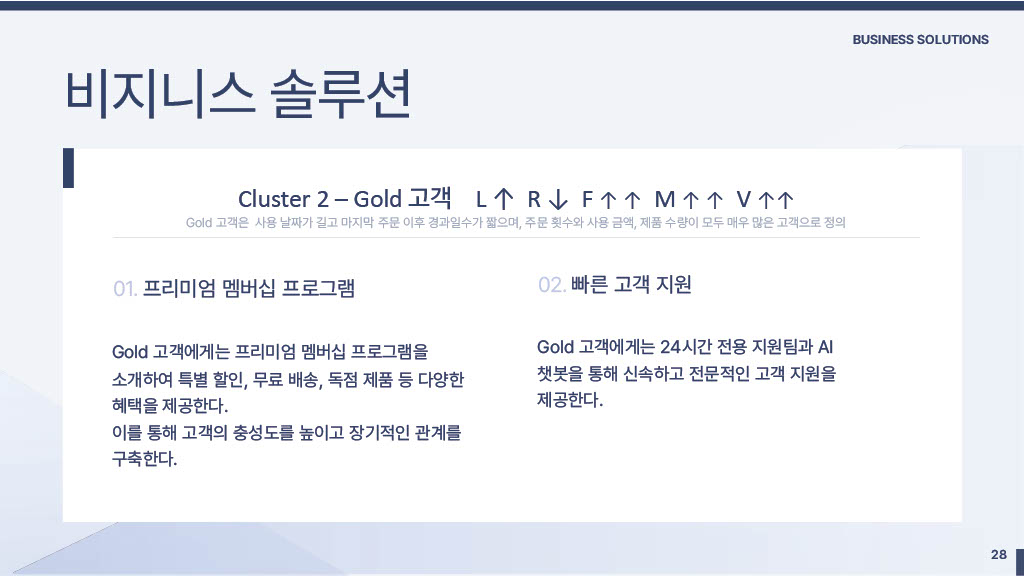 BUSINESS SOLUTIONS
비지니스 솔루션
Cluster 2 – Gold 고객 L ↑ R ↓ F ↑ ↑ M ↑ ↑ V ↑↑
Gold 고객은 사용 날짜가 길고 마지막 주문 이후 경과일수가 짧으며, 주문 횟수와 사용 금액, 제품 수량이 모두 매우 많은 고객으로 정의
01. 프리미엄 멤버십 프로그램
Gold 고객에게는 프리미엄 멤버십 프로그램을
소개하여 특별 할인, 무료 배송, 독점 제품 등 다양한
혜택을 제공한다.
이를 통해 고객의 충성도를 높이고 장기적인 관계를
구축한다.
02. 빠른 고객 지원
Gold 고객에게는 24시간 전용 지원팀과 AI
챗봇을 통해 신속하고 전문적인 고객 지원을
제공한다.
28